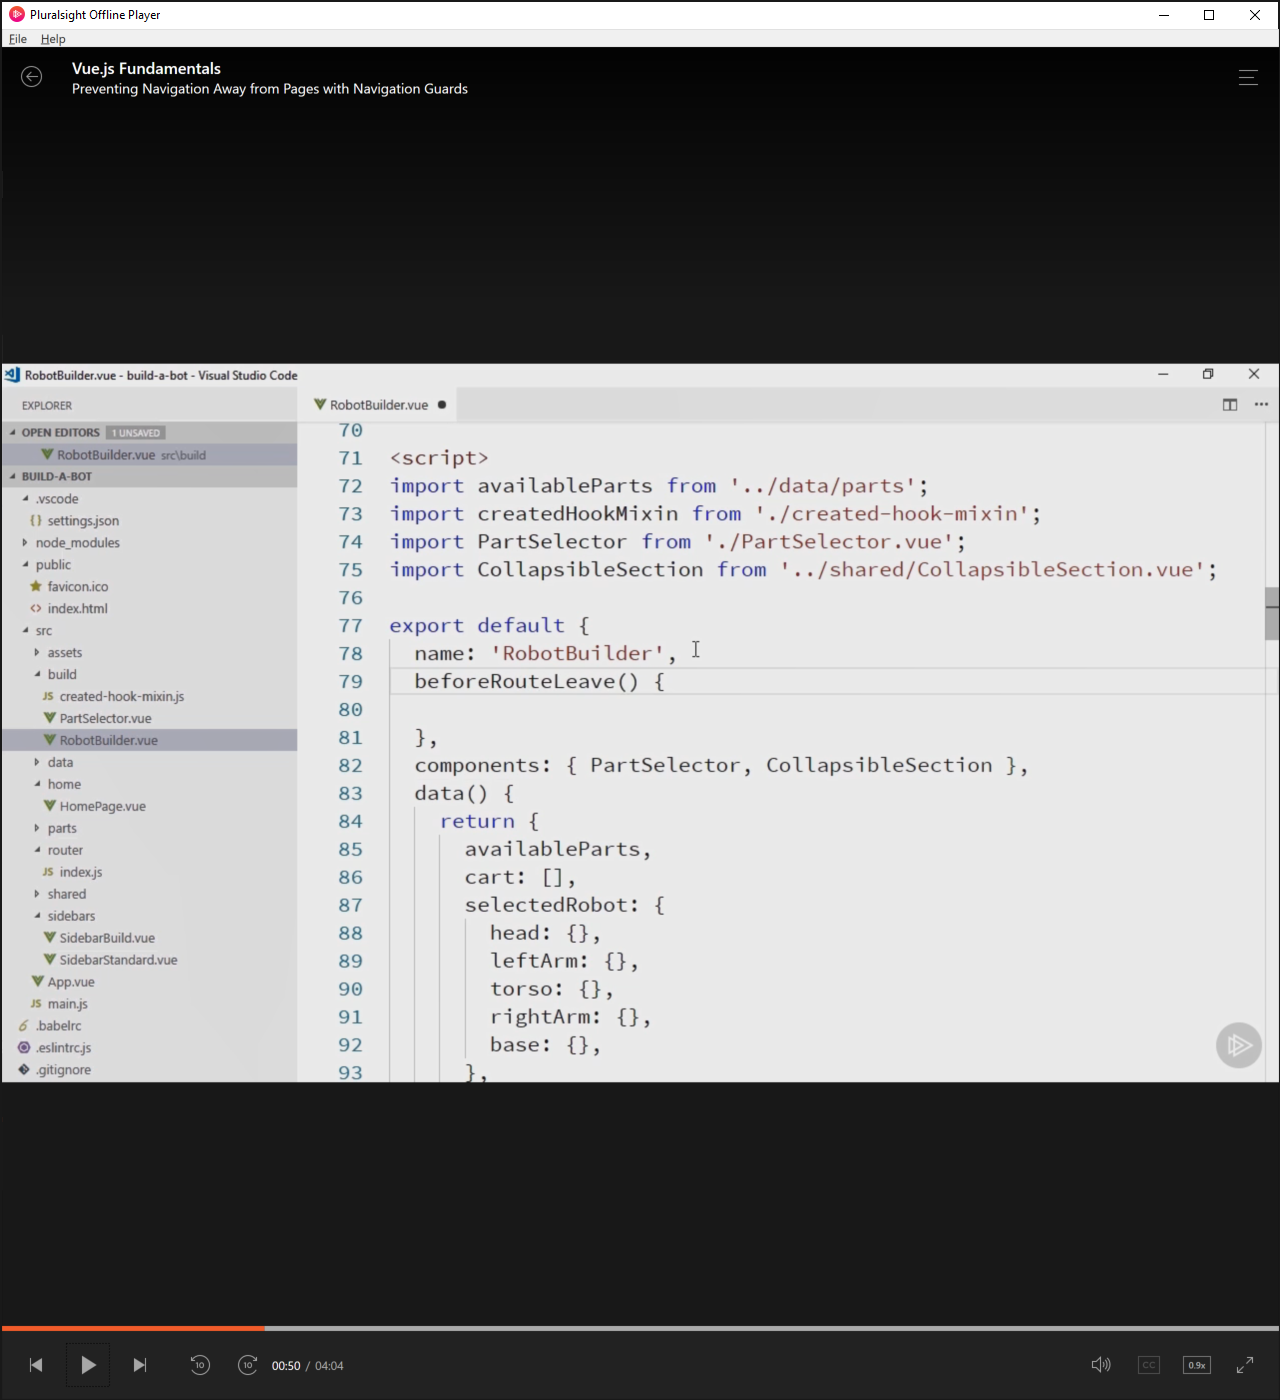 Pluralsight Offline Player
File Help
Vue.js Fundamentals
Preventing Navigation Away from Pages with Navigation Guards
RobotBuilder.vue - build-a-bot - Visual Studio Code
EXPLORER
OPEN EDITORS 1 UNSAVED
RobotBuilder.vue src\build
BUILD-A-BOT
.vscode
{} settings.json
node_modules
public
favicon.ico
<> index.html
src
assets
build
JS created-hook-mixin.js
PartSelector.vue
RobotBuilder.vue
data
home
HomePage.vue
parts
router
JS index.js
shared
sidebars
SidebarBuild.vue
SidebarStandard.vue
App.vue
JS main.js
.babelrc
.eslintrc.js
.gitignore
RobotBuilder.vue
70
71 <script>
72 import availableParts from '../data/parts';
73 import createdHookMixin from './created-hook-mixin';
74 import PartSelector from './PartSelector.vue';
75 import CollapsibleSection from '../shared/CollapsibleSection.vue';
76
77 export default {
78 name: 'RobotBuilder',
79 beforeRouteLeave() {
80
81 },
82 components: { PartSelector, CollapsibleSection },
83 data() {
84 return {
85 availableParts,
86 cart: [],
87 selectedRobot: {
88 head: {},
89 leftArm: {},
90 torso: {},
91 rightArm: {},
92 base: {},
93 },
10
10
00:50 / 04:04
CC
0.9x